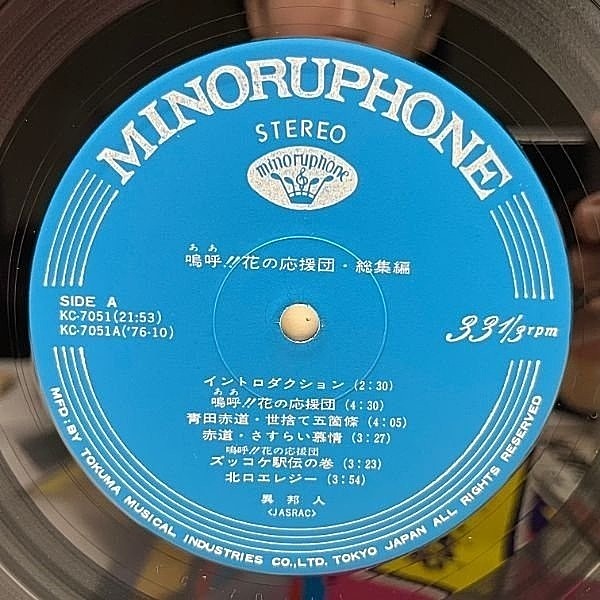 MINORUPHONE
STEREO
minoruphone
ああ
嗚呼!!花の応援団・総集編
SIDE A
KC-7051(21:53)
KC-7051A('76-10)
33 1/3 rpm
イントロダクション (2:30)
ああ
嗚呼!!花の応援団 (4:30)
青田赤道・世捨て五箇條 (4:05)
赤道・さすらい慕情 (3:27)
嗚呼!!花の応援団
ズッコケ駅伝の巻 (3:23)
北口エレジー (3:54)
異邦人
<JASRAC>
MFD: BY TOKUMA MUSICAL INDUSTRIES CO., LTD. TOKYO JAPAN ALL RIGHTS RESERVED